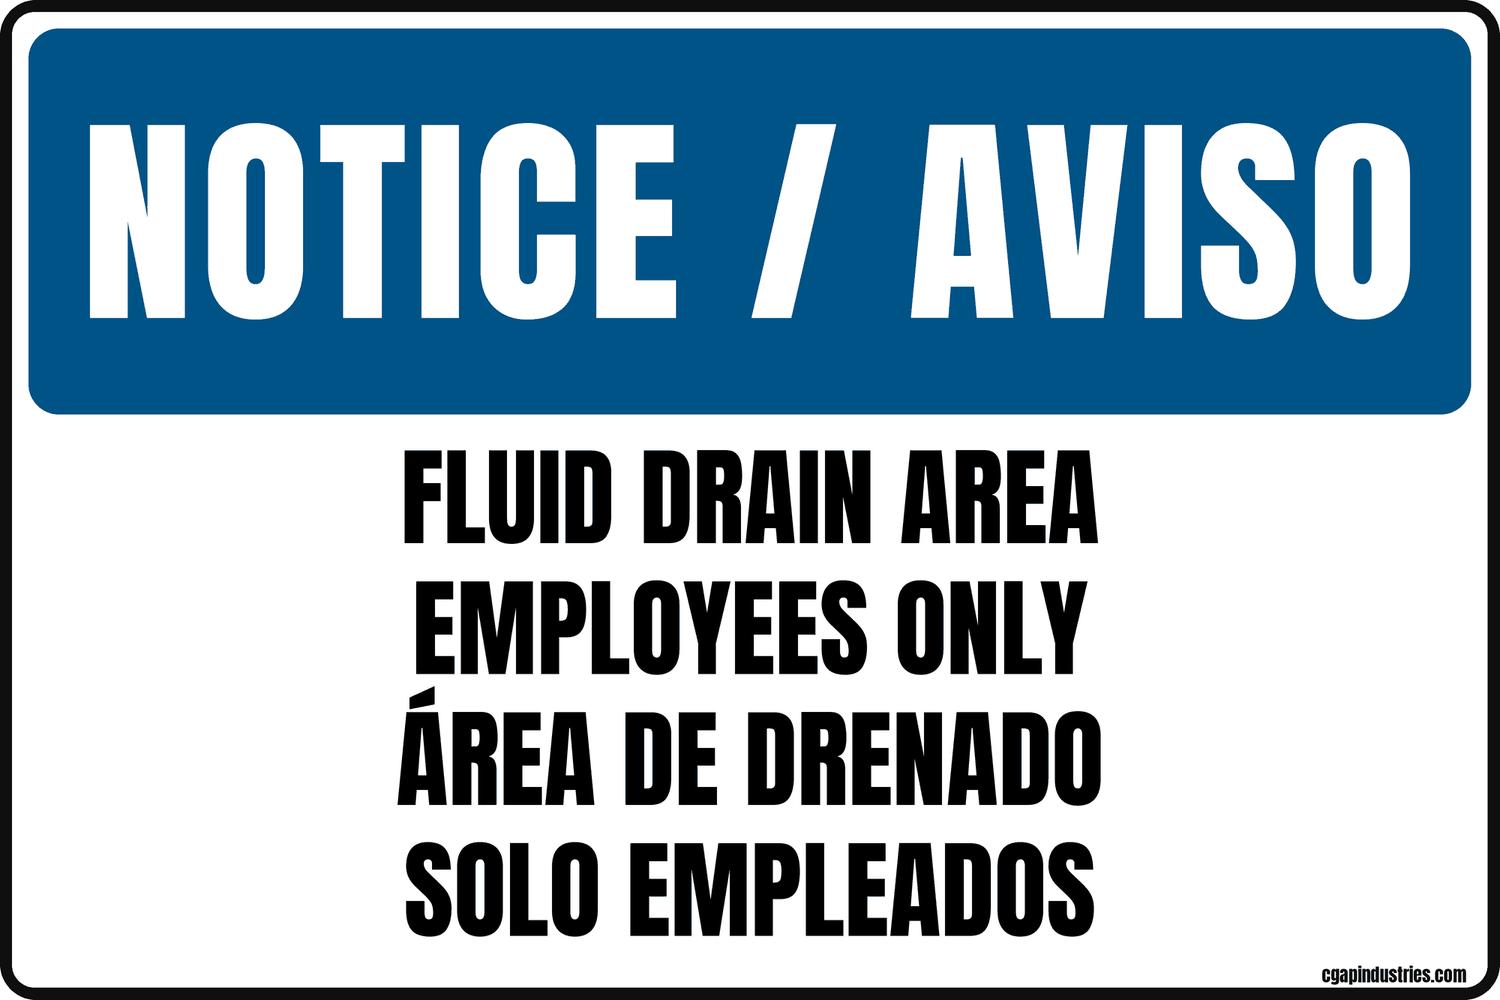 NOTICE / AVISO
FLUID DRAIN AREA
EMPLOYEES ONLY
ÁREA DE DRENADO
SOLO EMPLEADOS
cgapindustries.com